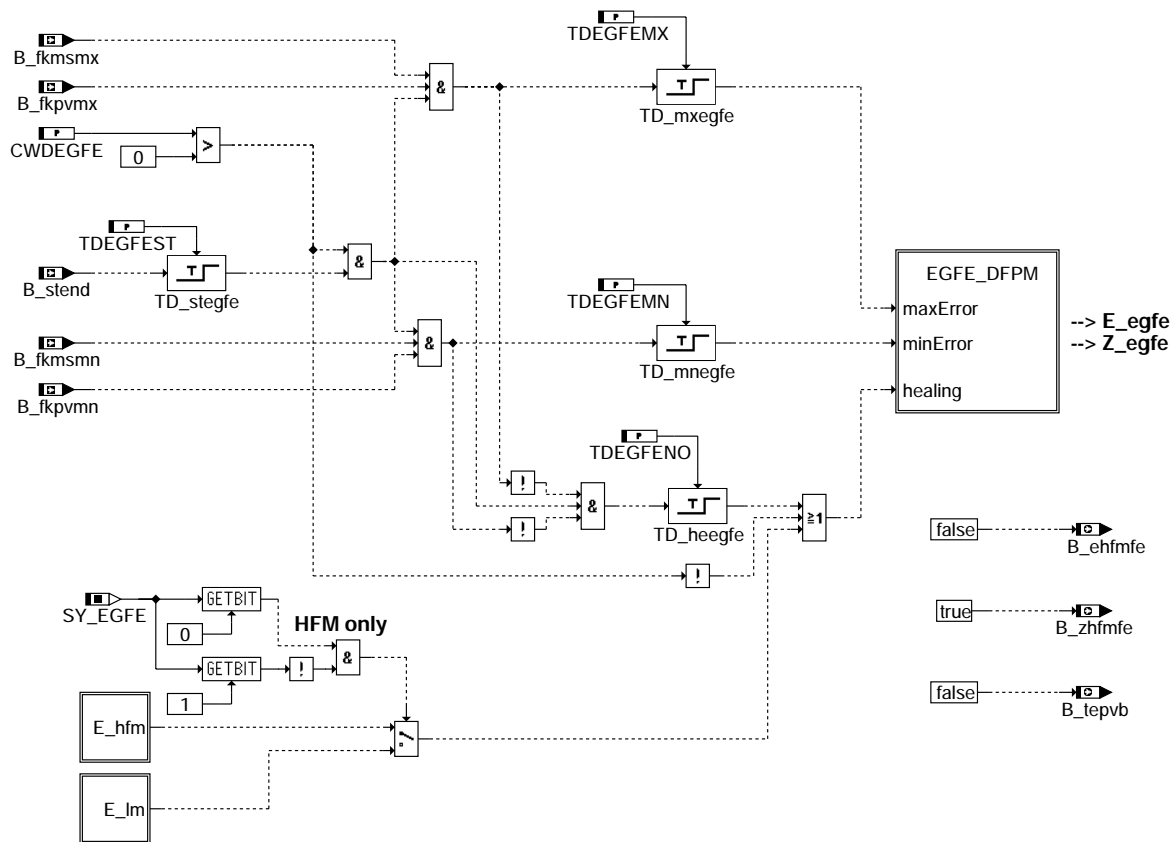 TDEGFEMX
P
B_fkmsmx
B_fkpvmx
&
T
TD_mxegfe
P
CWDEGFE
0
>
P
TDEGFEST
B_stend
T
TD_stegfe
&
P
TDEGFEMN
EGFE_DFPM
maxError
minError
healing
--> E_egfe
--> Z_egfe
B_fkmsmn
B_fkpvmn
&
T
TD_mnegfe
P
TDEGFENO
!
!
&
T
TD_heegfe
≥1
!
false
B_ehfmfe
SY_EGFE
GETBIT
0
HFM only
GETBIT
1
!
&
true
B_zhfmfe
false
B_tepvb
E_hfm
E_lm